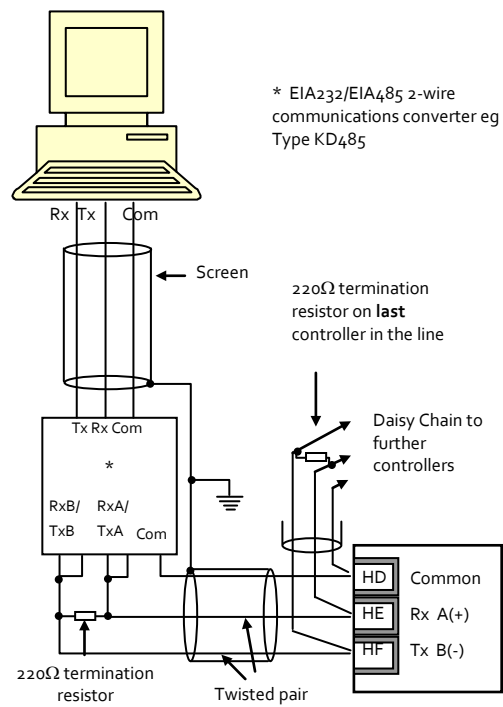 * EIA232/EIA485 2-wire
communications converter eg
Type KD485
Rx Tx Com
Screen
220Ω termination
resistor on last
controller in the line
Daisy Chain to
further
controllers
Tx Rx Com
*
RxB/ RxA/
TxB TxA Com
HD Common
HE Rx A(+)
HF Tx B(-)
220Ω termination
resistor
Twisted pair